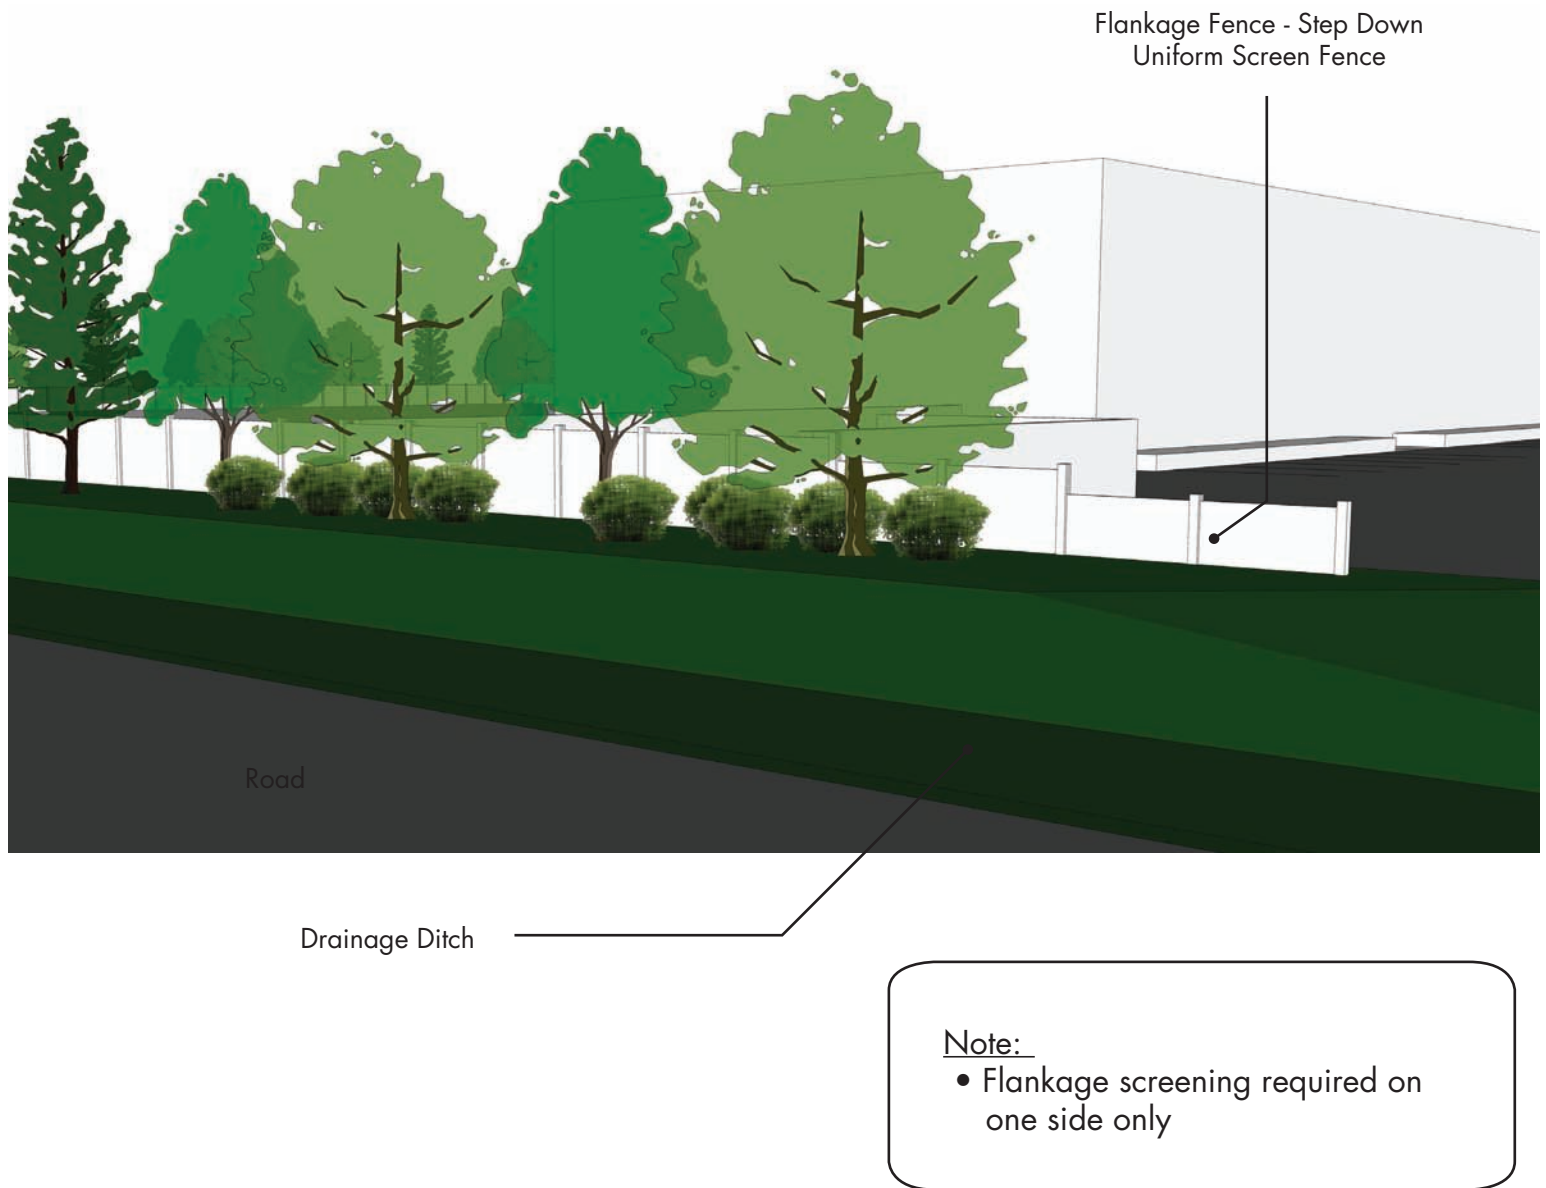 Flankage Fence - Step Down
Uniform Screen Fence
Road
Drainage Ditch
Note:
• Flankage screening required on
one side only